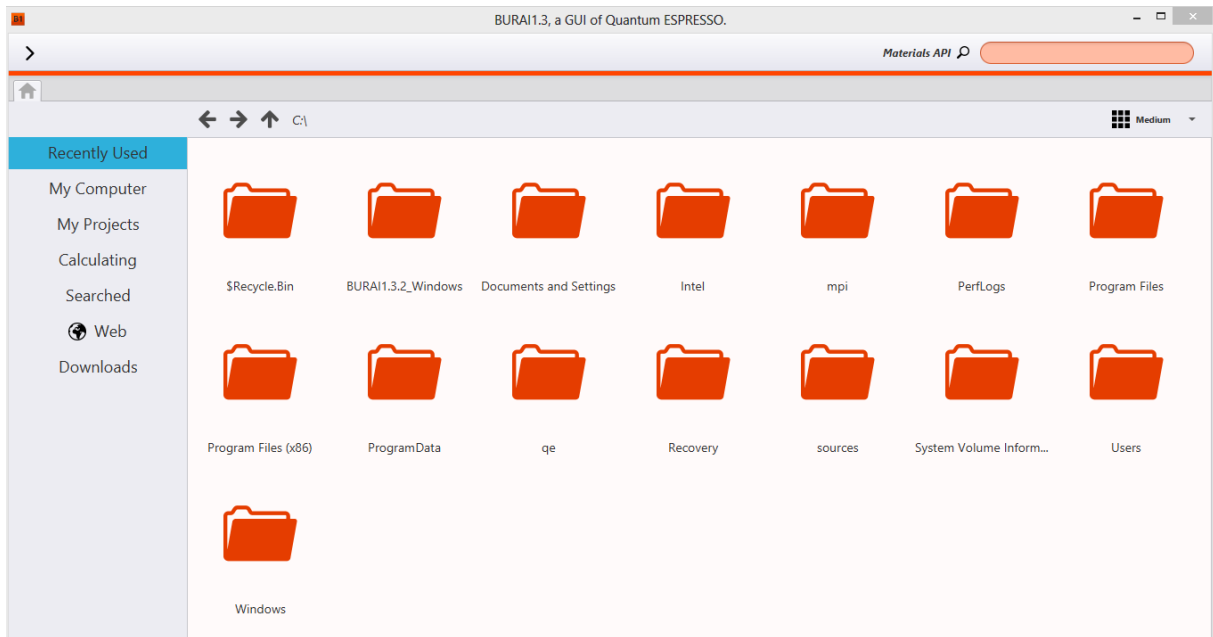 B1
BURAI1.3, a GUI of Quantum ESPRESSO.
Materials API
C:\
Medium
Recently Used
My Computer
My Projects
Calculating
Searched
Web
Downloads
$Recycle.Bin
BURAI1.3.2_Windows
Documents and Settings
Intel
mpi
PerfLogs
Program Files
Program Files (x86)
ProgramData
qe
Recovery
sources
System Volume Inform...
Users
Windows